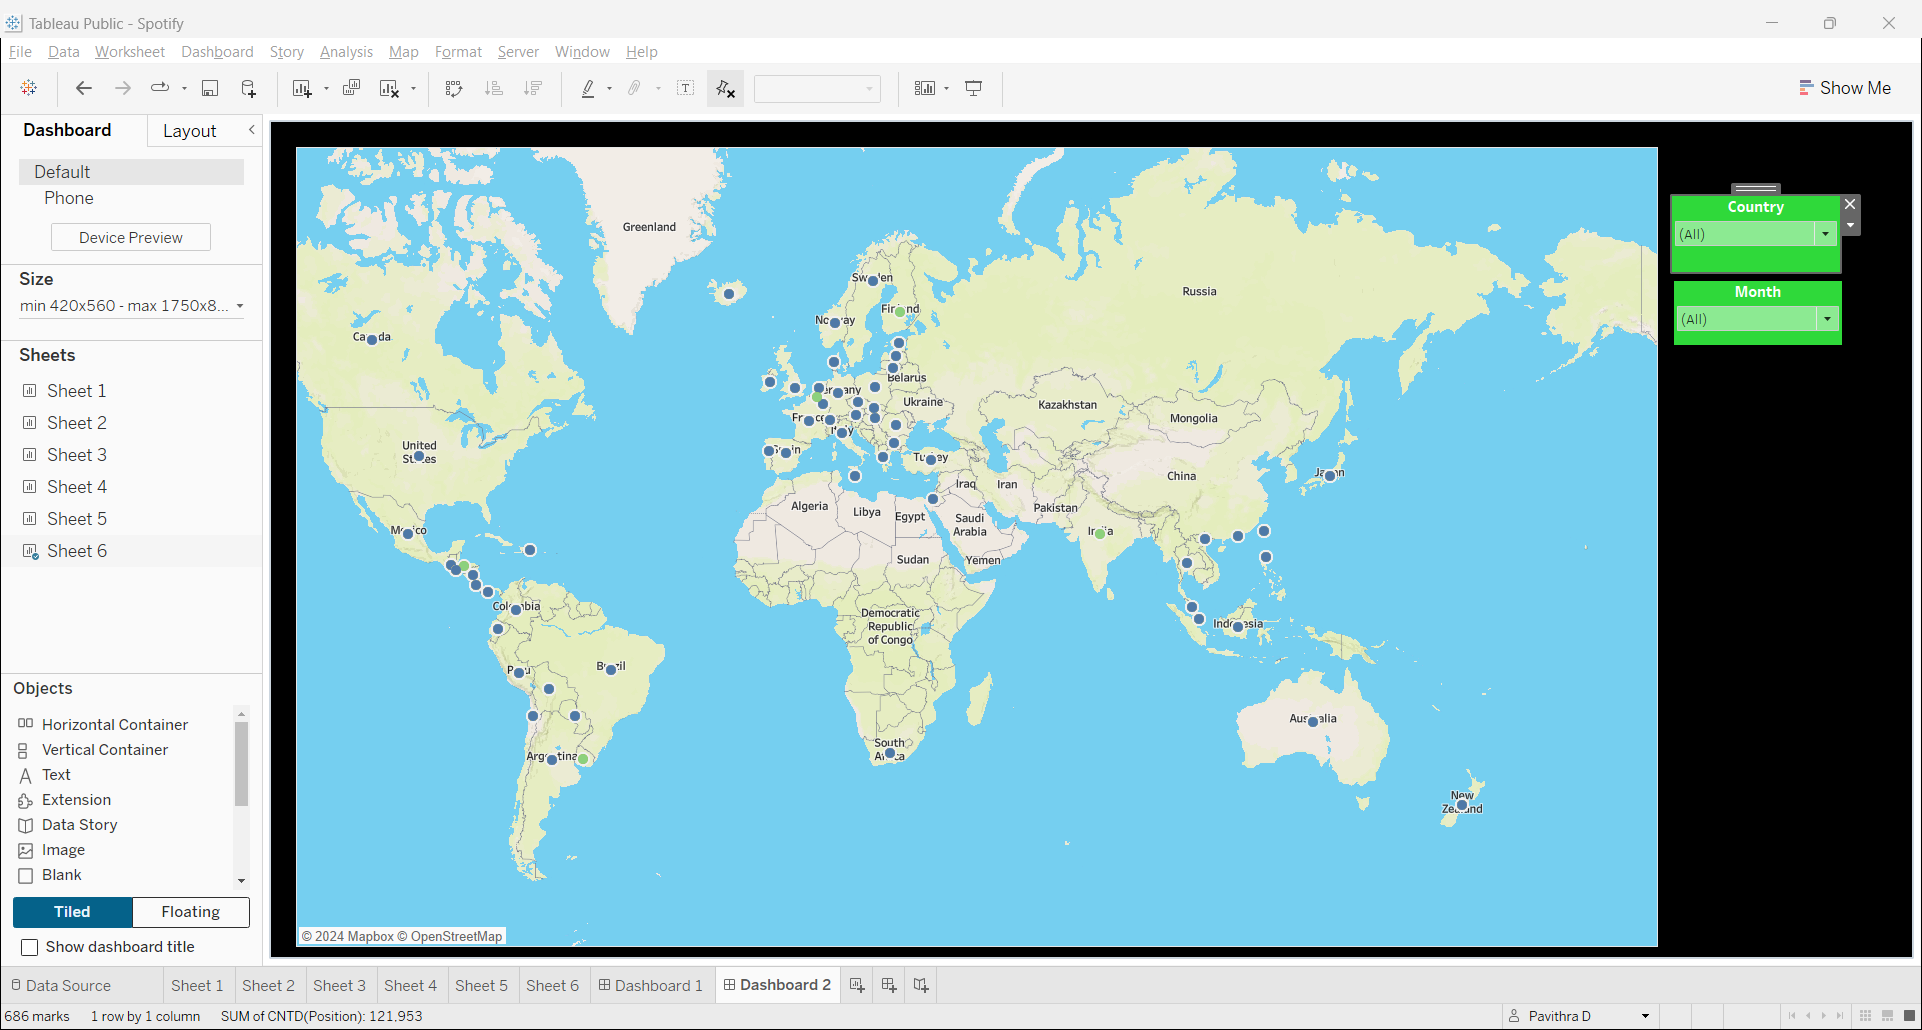 Tableau Public - Spotify
File Data Worksheet Dashboard Story Analysis Map Format Server Window Help
Show Me
Dashboard Layout
Default
Phone
Device Preview
Size
min 420x560 - max 1750x8...
Sheets
Sheet 1
Sheet 2
Sheet 3
Sheet 4
Sheet 5
Sheet 6
Objects
Horizontal Container
Vertical Container
Text
Extension
Data Story
Image
Blank
Tiled Floating
Show dashboard title
Greenland
Russia
Belarus
Ukraine
Kazakhstan
Mongolia
United
China
Iraq
Iran
Algeria
Libya
Egypt
Pakistan
Saudi
Arabia
Sudan
Yemen
Democratic
Republic
of Congo
South
New
© 2024 Mapbox © OpenStreetMap
Country
(All)
Month
(All)
Data Source Sheet 1 Sheet 2 Sheet 3 Sheet 4 Sheet 5 Sheet 6 Dashboard 1 Dashboard 2
686 marks 1 row by 1 column SUM of CNTD(Position): 121,953 Pavithra D